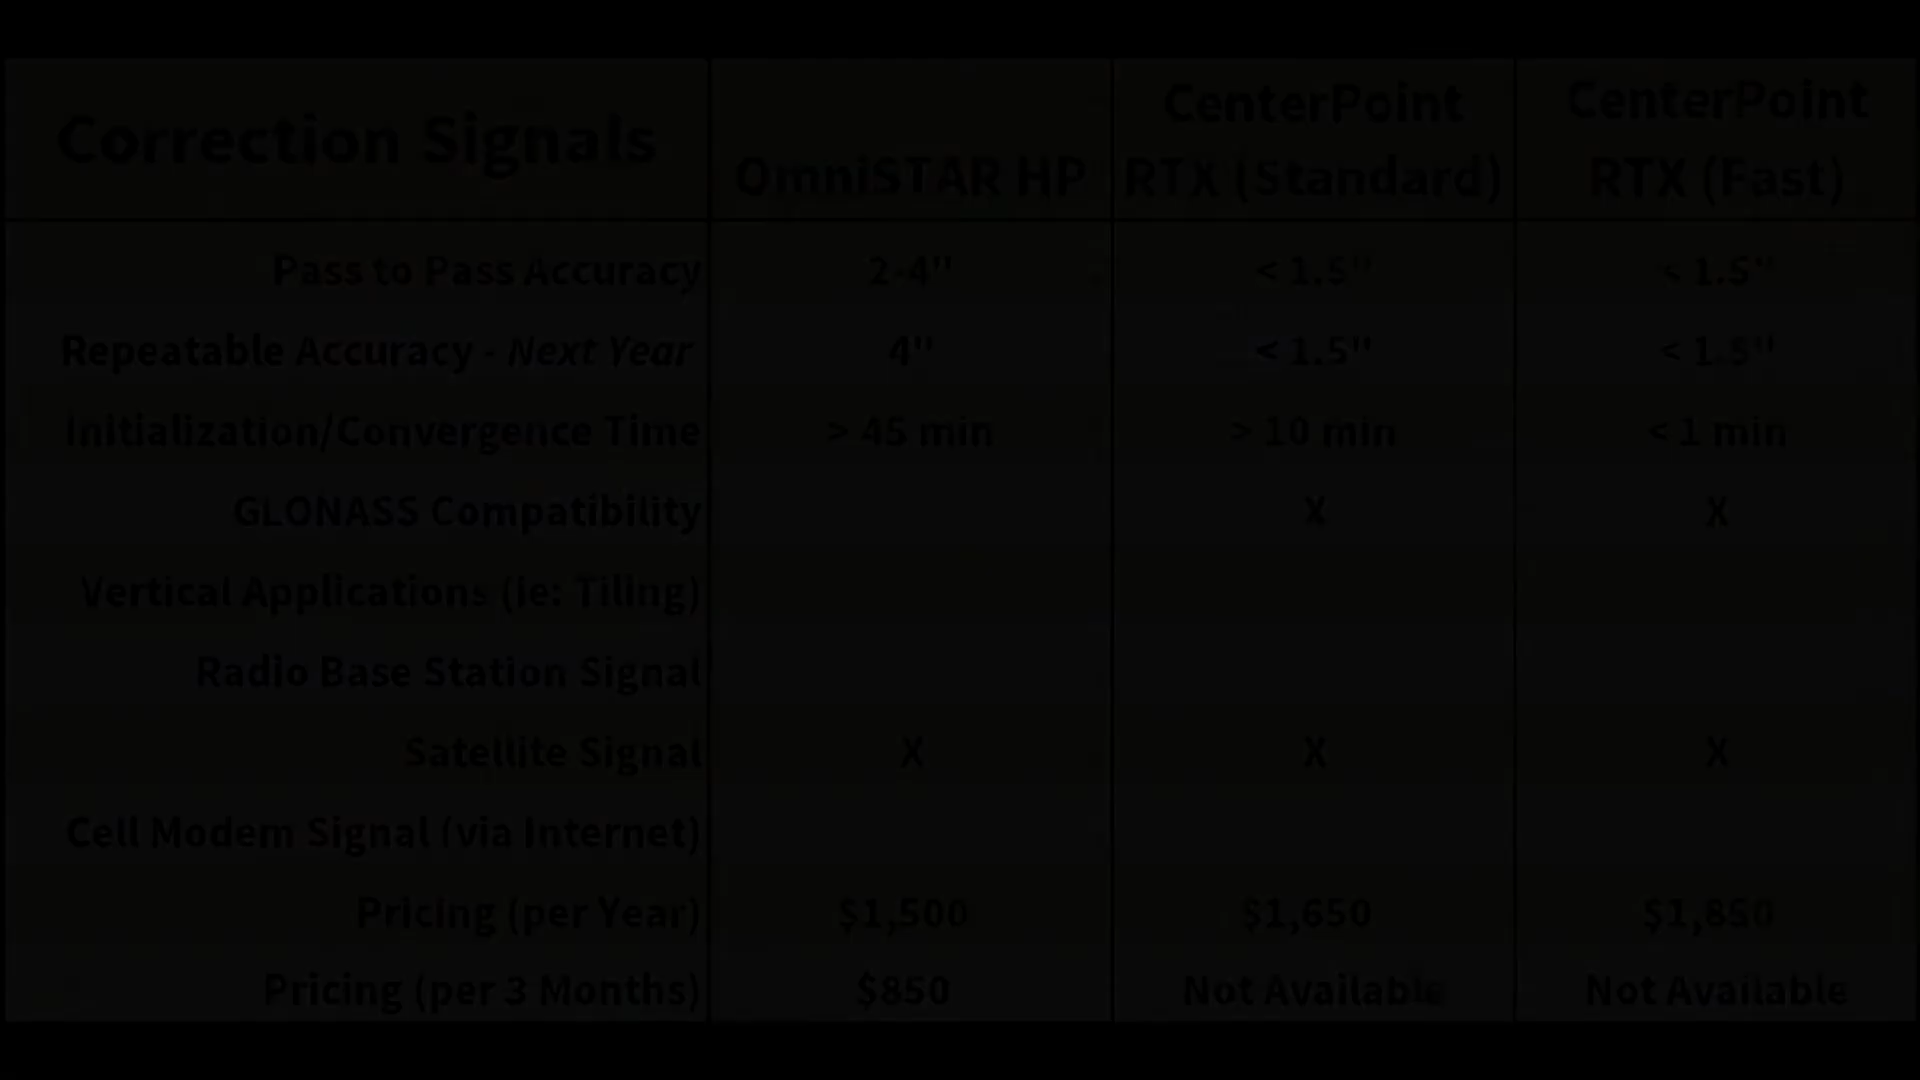 Correction Signals
OmniSTAR HP
CenterPoint
RTX (Standard)
CenterPoint
RTX (Fast)
Pass to Pass Accuracy 2-4" < 1.5" < 1.5"
Repeatable Accuracy - Next Year 4" < 1.5" < 1.5"
Initialization/Convergence Time > 45 min > 10 min < 1 min
GLONASS Compatibility X X
Vertical Applications (ie: Tiling)
Radio Base Station Signal
Satellite Signal X X X
Cell Modem Signal (via Internet)
Pricing (per Year) $1,500 $1,650 $1,850
Pricing (per 3 Months) $850 Not Available Not Available